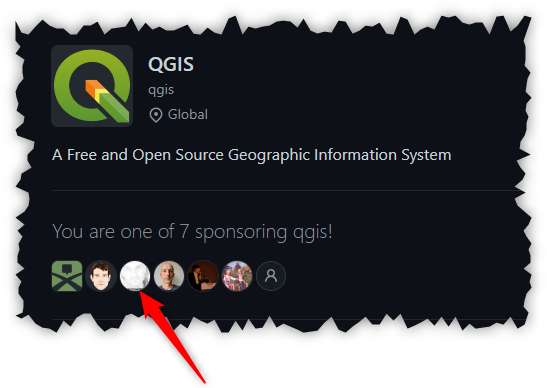 QGIS
qgis
Global
A Free and Open Source Geographic Information System
You are one of 7 sponsoring qgis!